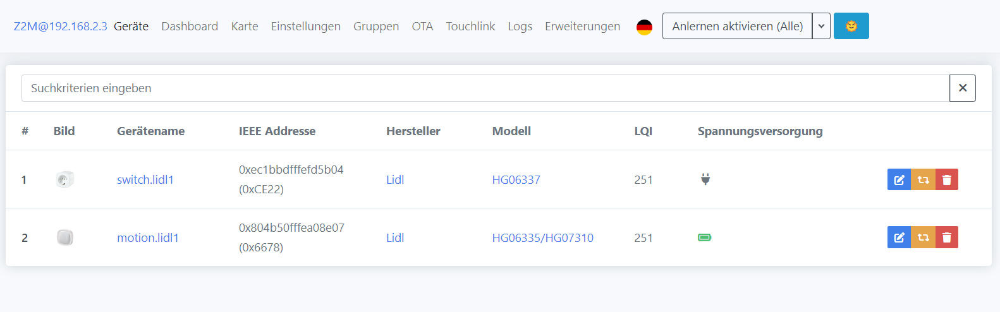 Z2M@192.168.2.3 Geräte Dashboard Karte Einstellungen Gruppen OTA Touchlink Logs Erweiterungen Anlernen aktivieren (Alle)
Suchkriterien eingeben
# Bild Gerätename IEEE Addresse Hersteller Modell LQI Spannungsversorgung
1 switch.lidl1 0xec1bbdfffefd5b04 Lidl HG06337 251
(0xCE22)
2 motion.lidl1 0x804b50fffea08e07 Lidl HG06335/HG07310 251
(0x6678)